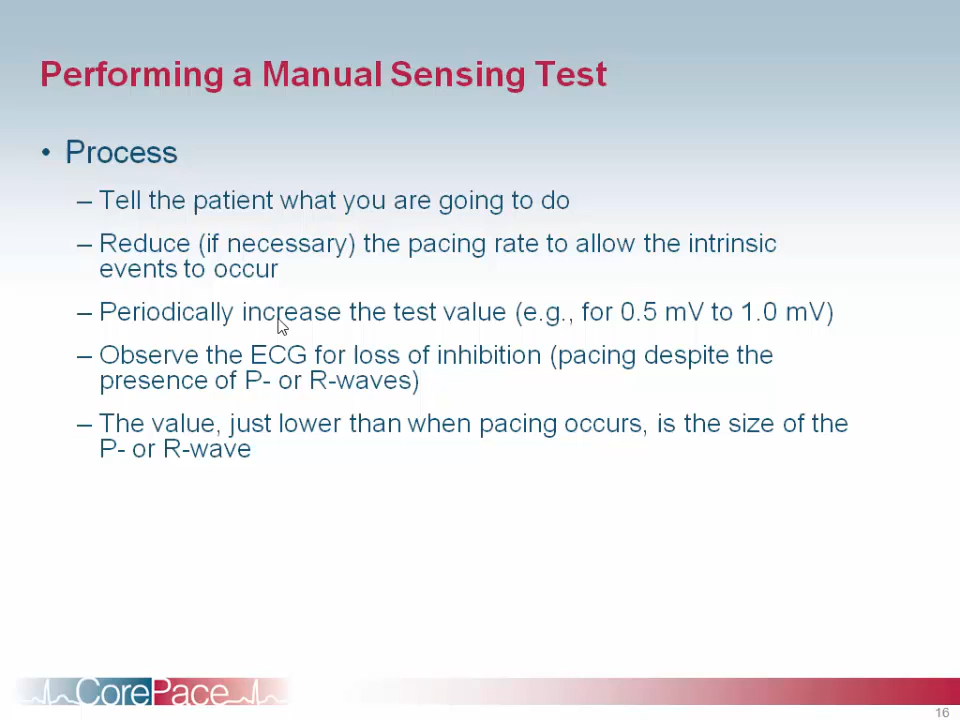 Performing a Manual Sensing Test
• Process
– Tell the patient what you are going to do
– Reduce (if necessary) the pacing rate to allow the intrinsic
events to occur
– Periodically increase the test value (e.g., for 0.5 mV to 1.0 mV)
– Observe the ECG for loss of inhibition (pacing despite the
presence of P- or R-waves)
– The value, just lower than when pacing occurs, is the size of the
P- or R-wave
CorePace
16